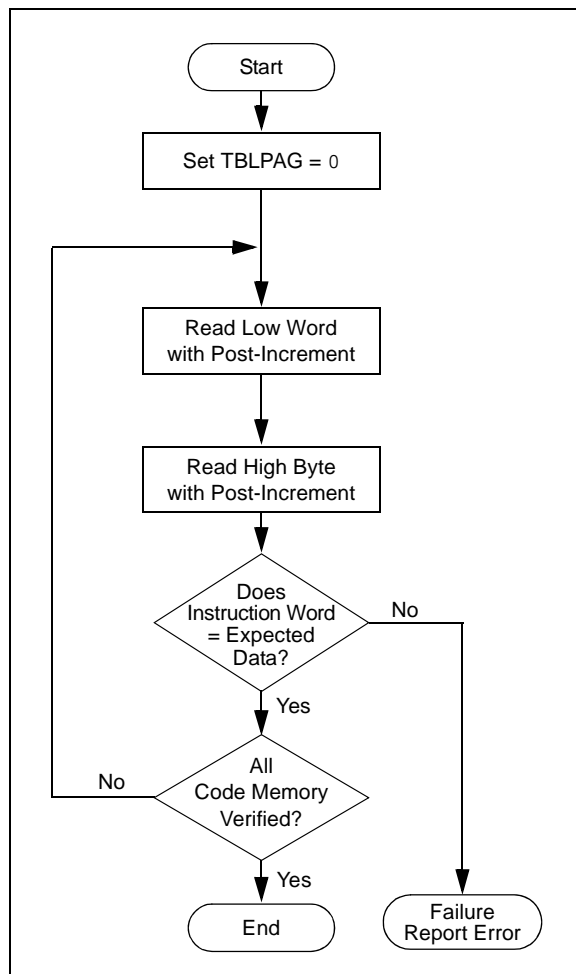 Start
Set TBLPAG = 0
Read Low Word
with Post-Increment
Read High Byte
with Post-Increment
Does
Instruction Word
= Expected
Data?
No
Yes
All
Code Memory
Verified?
No
Yes
End
Failure
Report Error